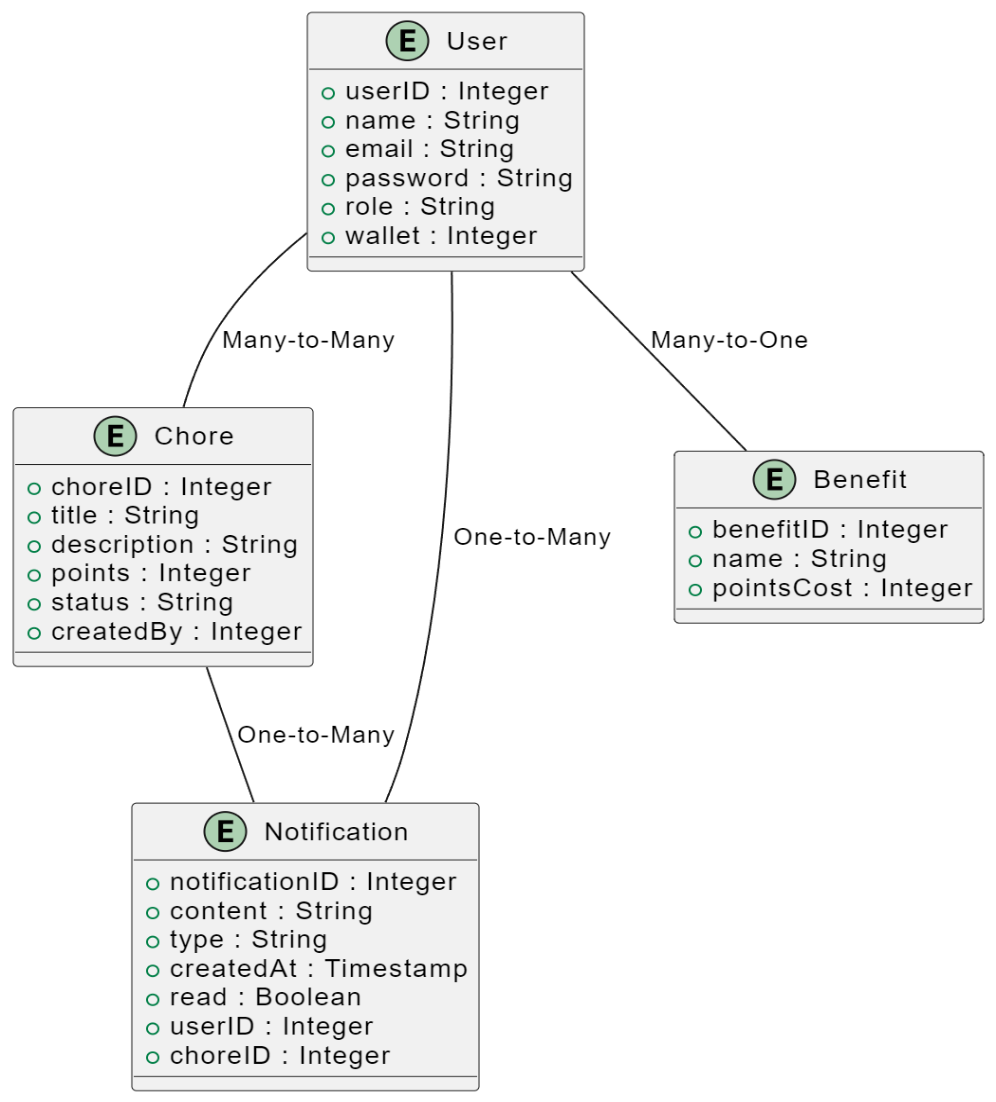 E User
userID : Integer
name : String
email : String
password : String
role : String
wallet : Integer
Many-to-Many
Many-to-One
E Chore
choreID : Integer
title : String
description : String
points : Integer
status : String
createdBy : Integer
One-to-Many
E Benefit
benefitID : Integer
name : String
pointsCost : Integer
One-to-Many
E Notification
notificationID : Integer
content : String
type : String
createdAt : Timestamp
read : Boolean
userID : Integer
choreID : Integer